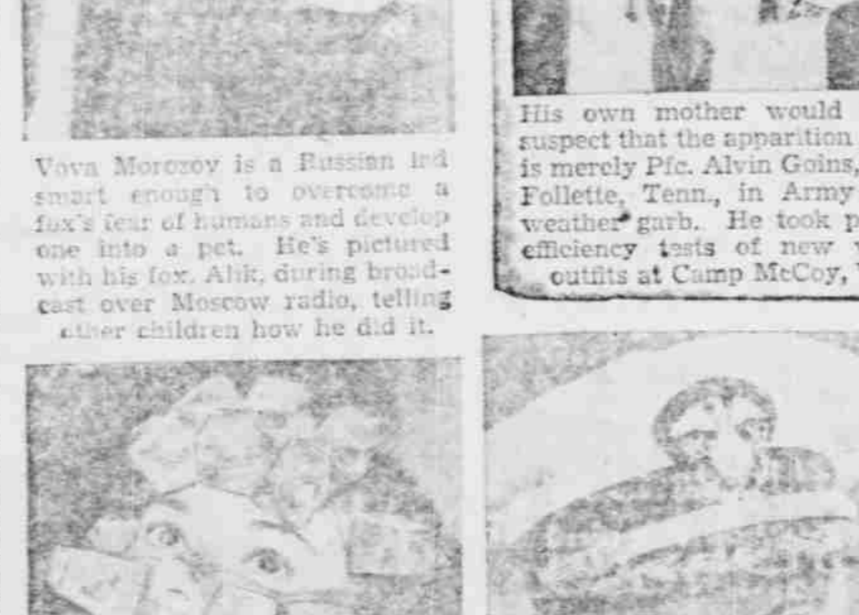 Vova Morozov is a Russian lad
smart enough to overcome a
fox's fear of humans and develop
one into a pet. He's pictured
with his fox, Alik, during broad-
cast over Moscow radio, telling
other children how he did it.
His own mother would
suspect that the apparition
is merely Pfc. Alvin Goins,
Follette, Tenn., in Army
weather garb. He took p
efficiency tests of new
outfits at Camp McCoy,